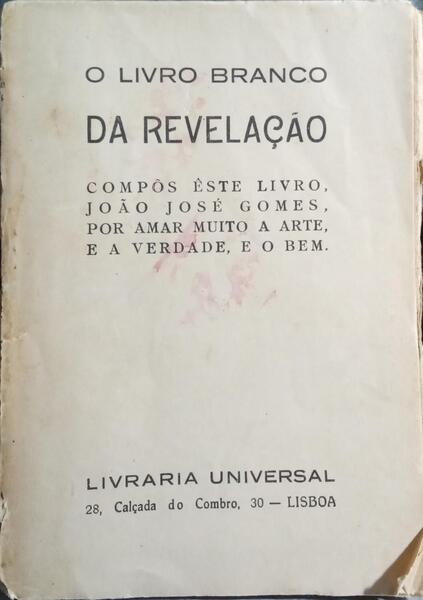 O LIVRO BRANCO
DA REVELAÇÃO
COMPÔS ÊSTE LIVRO,
JOÃO JOSÉ GOMES,
POR AMAR MUITO A ARTE,
E A VERDADE, E O BEM.
LIVRARIA UNIVERSAL
28, Calçada do Combro, 30 — LISBOA